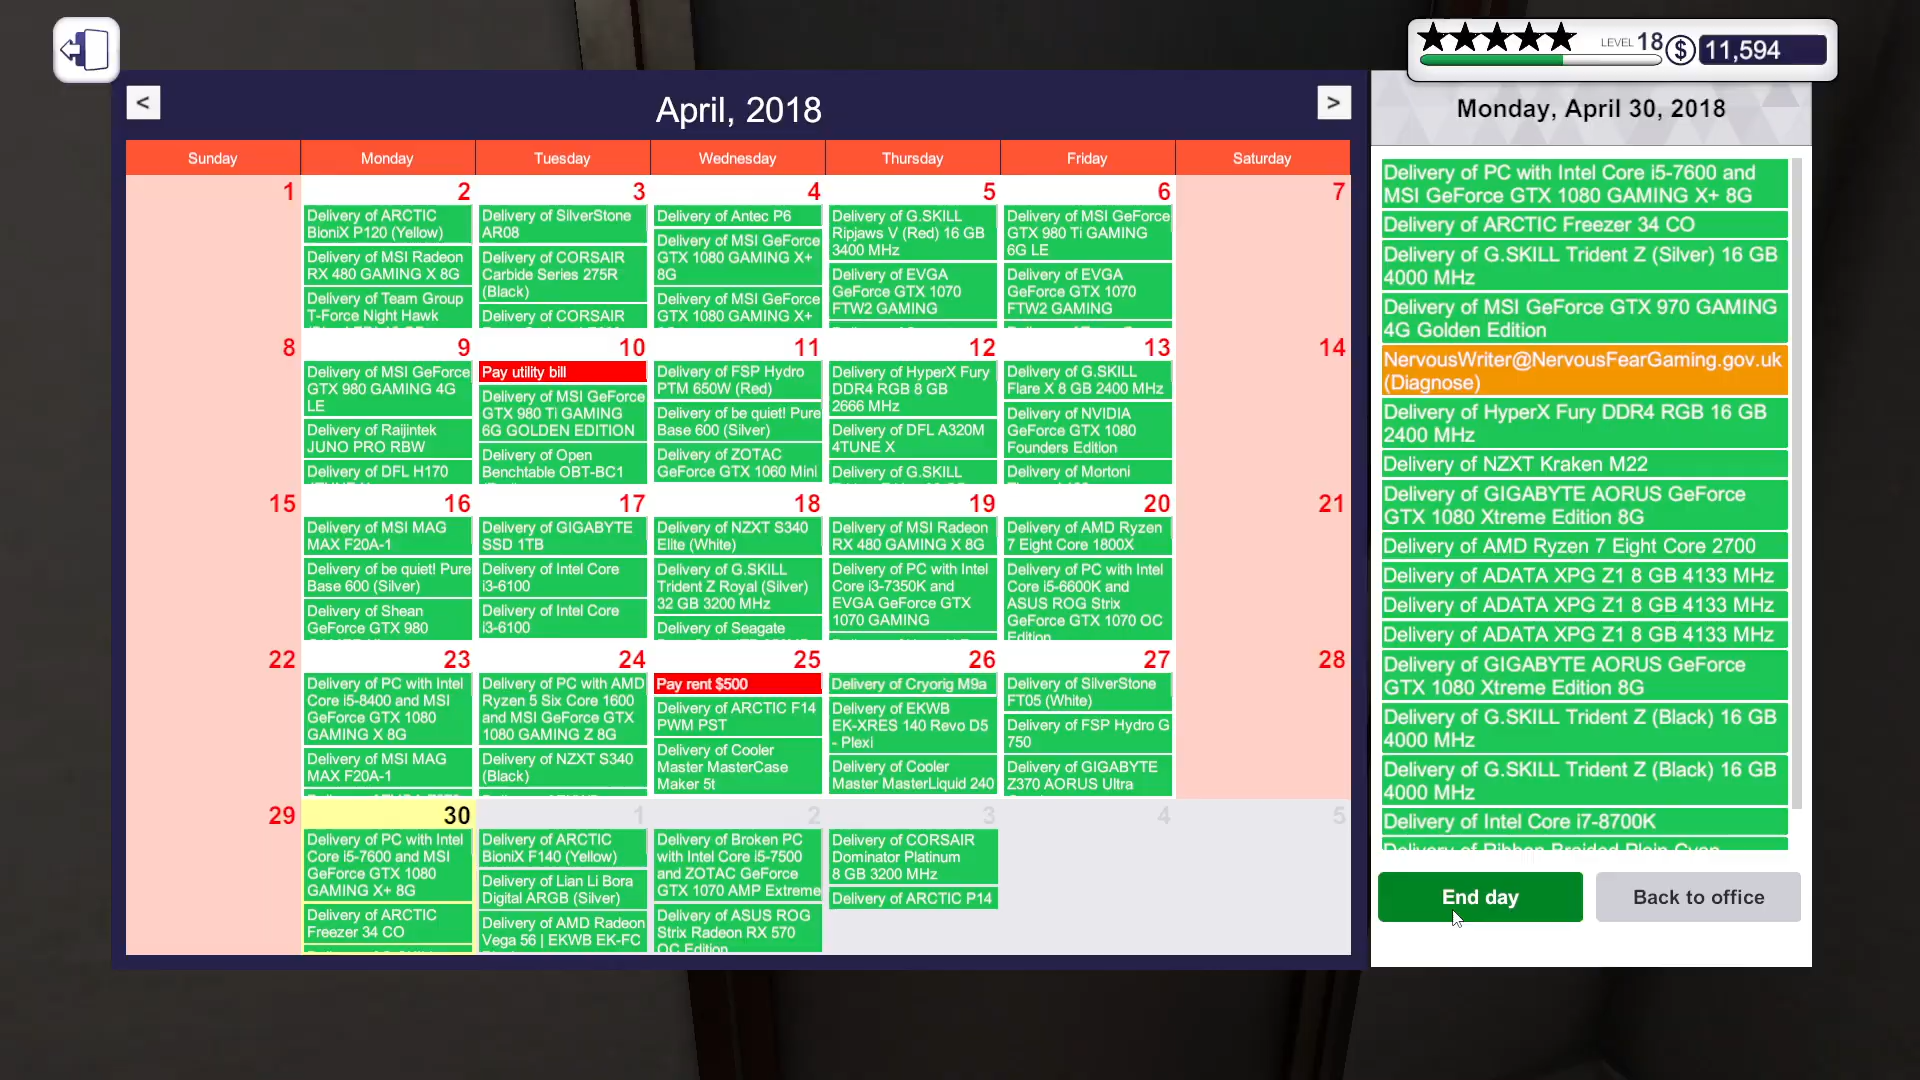 LEVEL 18 $ 11,594
< April, 2018 >
Sunday Monday Tuesday Wednesday Thursday Friday Saturday
1
2
Delivery of ARCTIC
BioniX P120 (Yellow)
Delivery of MSI Radeon
RX 480 GAMING X 8G
Delivery of Team Group
T-Force Night Hawk
3
Delivery of SilverStone
AR08
Delivery of CORSAIR
Carbide Series 275R
(Black)
Delivery of CORSAIR
4
Delivery of Antec P6
Delivery of MSI GeForce
GTX 1080 GAMING X+
8G
Delivery of MSI GeForce
GTX 1080 GAMING X+
5
Delivery of G.SKILL
Ripjaws V (Red) 16 GB
3400 MHz
Delivery of EVGA
GeForce GTX 1070
FTW2 GAMING
6
Delivery of MSI GeForce
GTX 980 Ti GAMING
6G LE
Delivery of EVGA
GeForce GTX 1070
FTW2 GAMING
7
8
9
Delivery of MSI GeForce
GTX 980 GAMING 4G
LE
Delivery of Raijintek
JUNO PRO RBW
Delivery of DFL H170
10
Pay utility bill
Delivery of MSI GeForce
GTX 980 Ti GAMING
6G GOLDEN EDITION
Delivery of Open
Benchtable OBT-BC1
11
Delivery of FSP Hydro
PTM 650W (Red)
Delivery of be quiet! Pure
Base 600 (Silver)
Delivery of ZOTAC
GeForce GTX 1060 Mini
12
Delivery of HyperX Fury
DDR4 RGB 8 GB
2666 MHz
Delivery of DFL A320M
4TUNE X
Delivery of G.SKILL
13
Delivery of G.SKILL
Flare X 8 GB 2400 MHz
Delivery of NVIDIA
GeForce GTX 1080
Founders Edition
Delivery of Mortoni
14
15
16
Delivery of MSI MAG
MAX F20A-1
Delivery of be quiet! Pure
Base 600 (Silver)
Delivery of Shean
GeForce GTX 980
17
Delivery of GIGABYTE
SSD 1TB
Delivery of Intel Core
i3-6100
Delivery of Intel Core
i3-6100
18
Delivery of NZXT S340
Elite (White)
Delivery of G.SKILL
Trident Z Royal (Silver)
32 GB 3200 MHz
Delivery of Seagate
19
Delivery of MSI Radeon
RX 480 GAMING X 8G
Delivery of PC with Intel
Core i3-7350K and
EVGA GeForce GTX
1070 GAMING
20
Delivery of AMD Ryzen
7 Eight Core 1800X
Delivery of PC with Intel
Core i5-6600K and
ASUS ROG Strix
GeForce GTX 1070 OC
Edition
21
22
23
Delivery of PC with Intel
Core i5-8400 and MSI
GeForce GTX 1080
GAMING X 8G
Delivery of MSI MAG
MAX F20A-1
24
Delivery of PC with AMD
Ryzen 5 Six Core 1600
and MSI GeForce GTX
1080 GAMING Z 8G
Delivery of NZXT S340
(Black)
25
Pay rent $500
Delivery of ARCTIC F14
PWM PST
Delivery of Cooler
Master MasterCase
Maker 5t
26
Delivery of Cryorig M9a
Delivery of EKWB
EK-XRES 140 Revo D5
- Plexi
Delivery of Cooler
Master MasterLiquid 240
27
Delivery of SilverStone
FT05 (White)
Delivery of FSP Hydro G
750
Delivery of GIGABYTE
Z370 AORUS Ultra
28
29
30
Delivery of PC with Intel
Core i5-7600 and MSI
GeForce GTX 1080
GAMING X+ 8G
Delivery of ARCTIC
Freezer 34 CO
1
Delivery of ARCTIC
BioniX F140 (Yellow)
Delivery of Lian Li Bora
Digital ARGB (Silver)
Delivery of AMD Radeon
Vega 56 | EKWB EK-FC
2
Delivery of Broken PC
with Intel Core i5-7500
and ZOTAC GeForce
GTX 1070 AMP Extreme
Delivery of ASUS ROG
Strix Radeon RX 570
OC Edition
3
Delivery of CORSAIR
Dominator Platinum
8 GB 3200 MHz
Delivery of ARCTIC P14
4
5
Monday, April 30, 2018
Delivery of PC with Intel Core i5-7600 and
MSI GeForce GTX 1080 GAMING X+ 8G
Delivery of ARCTIC Freezer 34 CO
Delivery of G.SKILL Trident Z (Silver) 16 GB
4000 MHz
Delivery of MSI GeForce GTX 970 GAMING
4G Golden Edition
NervousWriter@NervousFearGaming.gov.uk
(Diagnose)
Delivery of HyperX Fury DDR4 RGB 16 GB
2400 MHz
Delivery of NZXT Kraken M22
Delivery of GIGABYTE AORUS GeForce
GTX 1080 Xtreme Edition 8G
Delivery of AMD Ryzen 7 Eight Core 2700
Delivery of ADATA XPG Z1 8 GB 4133 MHz
Delivery of ADATA XPG Z1 8 GB 4133 MHz
Delivery of ADATA XPG Z1 8 GB 4133 MHz
Delivery of GIGABYTE AORUS GeForce
GTX 1080 Xtreme Edition 8G
Delivery of G.SKILL Trident Z (Black) 16 GB
4000 MHz
Delivery of G.SKILL Trident Z (Black) 16 GB
4000 MHz
Delivery of Intel Core i7-8700K
Delivery of Ribbon Braided Plain Cyan
End day Back to office